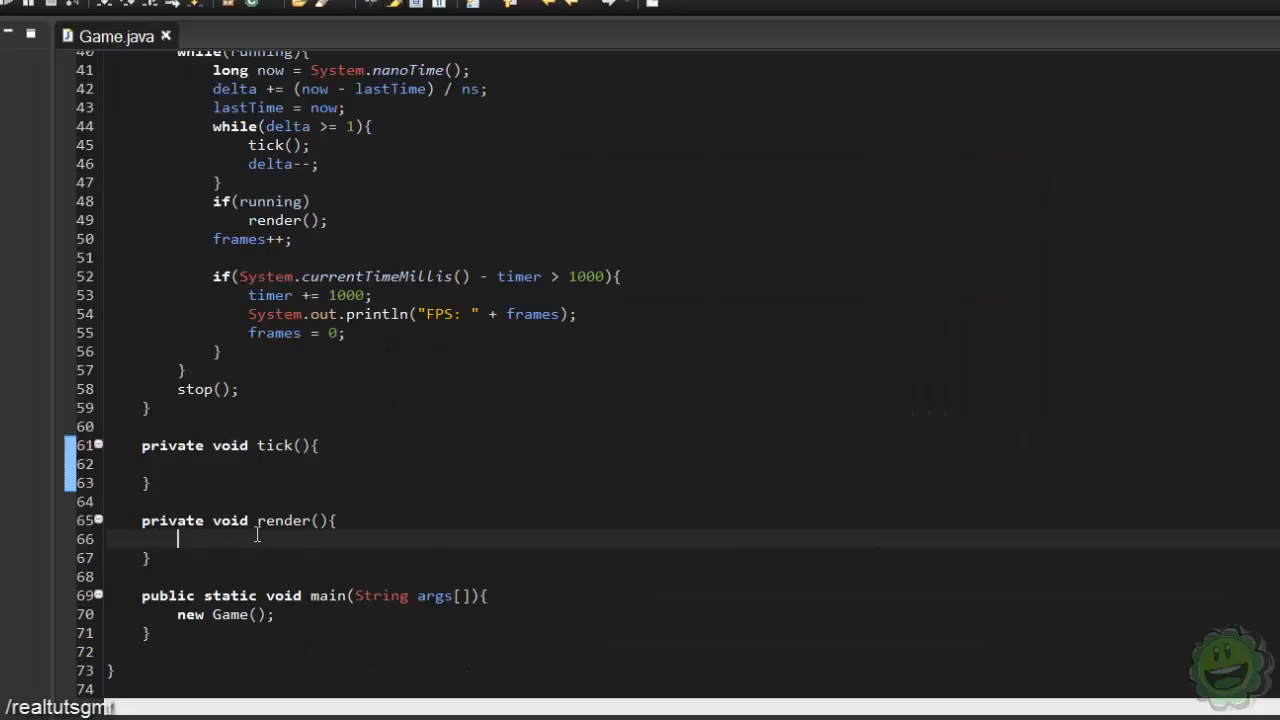 Game.java
40 while(running){
41 long now = System.nanoTime();
42 delta += (now - lastTime) / ns;
43 lastTime = now;
44 while(delta >= 1){
45 tick();
46 delta--;
47 }
48 if(running)
49 render();
50 frames++;
51
52 if(System.currentTimeMillis() - timer > 1000){
53 timer += 1000;
54 System.out.println("FPS: " + frames);
55 frames = 0;
56 }
57 }
58 stop();
59 }
60
61 private void tick(){
62
63 }
64
65 private void render(){
66
67 }
68
69 public static void main(String args[]){
70 new Game();
71 }
72
73 }
74